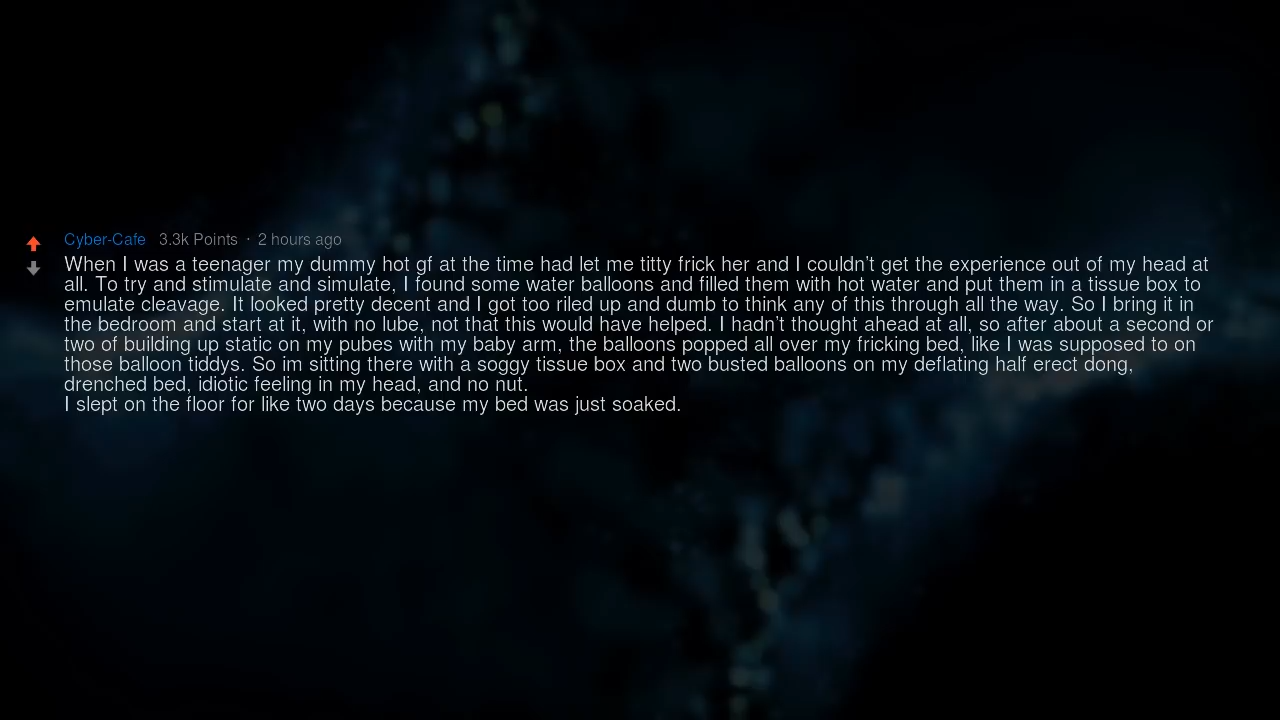 Cyber-Cafe 3.3k Points · 2 hours ago
When I was a teenager my dummy hot gf at the time had let me titty frick her and I couldn't get the experience out of my head at
all. To try and stimulate and simulate, I found some water balloons and filled them with hot water and put them in a tissue box to
emulate cleavage. It looked pretty decent and I got too riled up and dumb to think any of this through all the way. So I bring it in
the bedroom and start at it, with no lube, not that this would have helped. I hadn't thought ahead at all, so after about a second or
two of building up static on my pubes with my baby arm, the balloons popped all over my fricking bed, like I was supposed to on
those balloon tiddys. So im sitting there with a soggy tissue box and two busted balloons on my deflating half erect dong,
drenched bed, idiotic feeling in my head, and no nut.
I slept on the floor for like two days because my bed was just soaked.